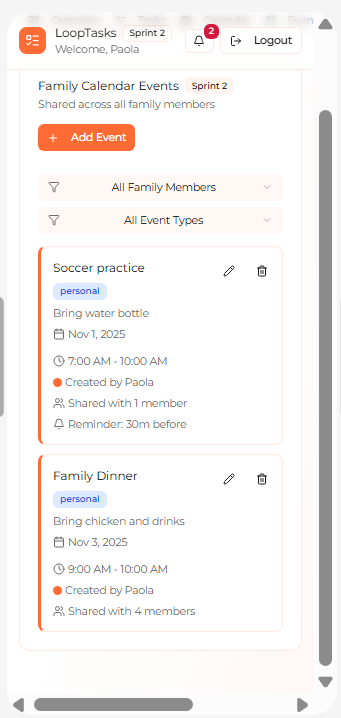 LoopTasks Sprint 2
Welcome, Paola
2
Logout
Family Calendar Events Sprint 2
Shared across all family members
+ Add Event
All Family Members
All Event Types
Soccer practice
personal
Bring water bottle
Nov 1, 2025
7:00 AM - 10:00 AM
Created by Paola
Shared with 1 member
Reminder: 30m before
Family Dinner
personal
Bring chicken and drinks
Nov 3, 2025
9:00 AM - 10:00 AM
Created by Paola
Shared with 4 members